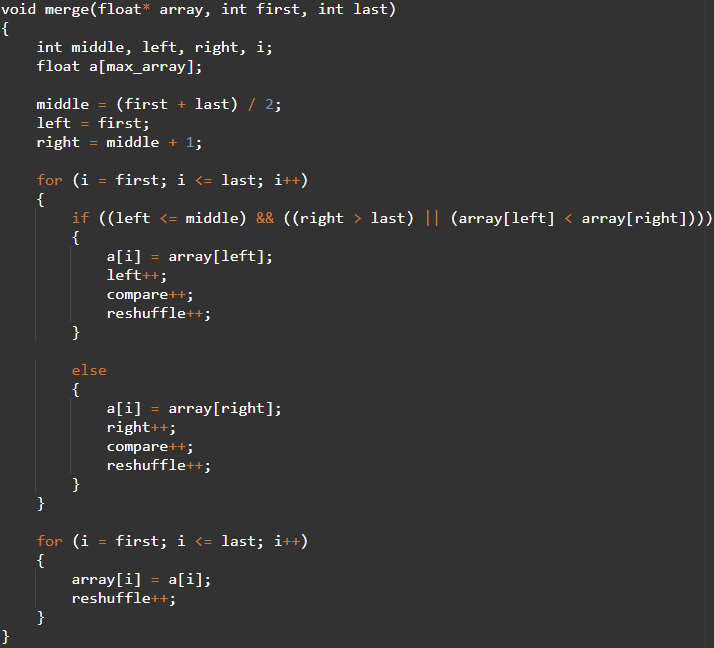 void merge(float* array, int first, int last)
{
    int middle, left, right, i;
    float a[max_array];

    middle = (first + last) / 2;
    left = first;
    right = middle + 1;

    for (i = first; i <= last; i++)
    {
        if ((left <= middle) && ((right > last) || (array[left] < array[right])))
        {
            a[i] = array[left];
            left++;
            compare++;
            reshuffle++;
        }

        else
        {
            a[i] = array[right];
            right++;
            compare++;
            reshuffle++;
        }
    }

    for (i = first; i <= last; i++)
    {
        array[i] = a[i];
        reshuffle++;
    }
}